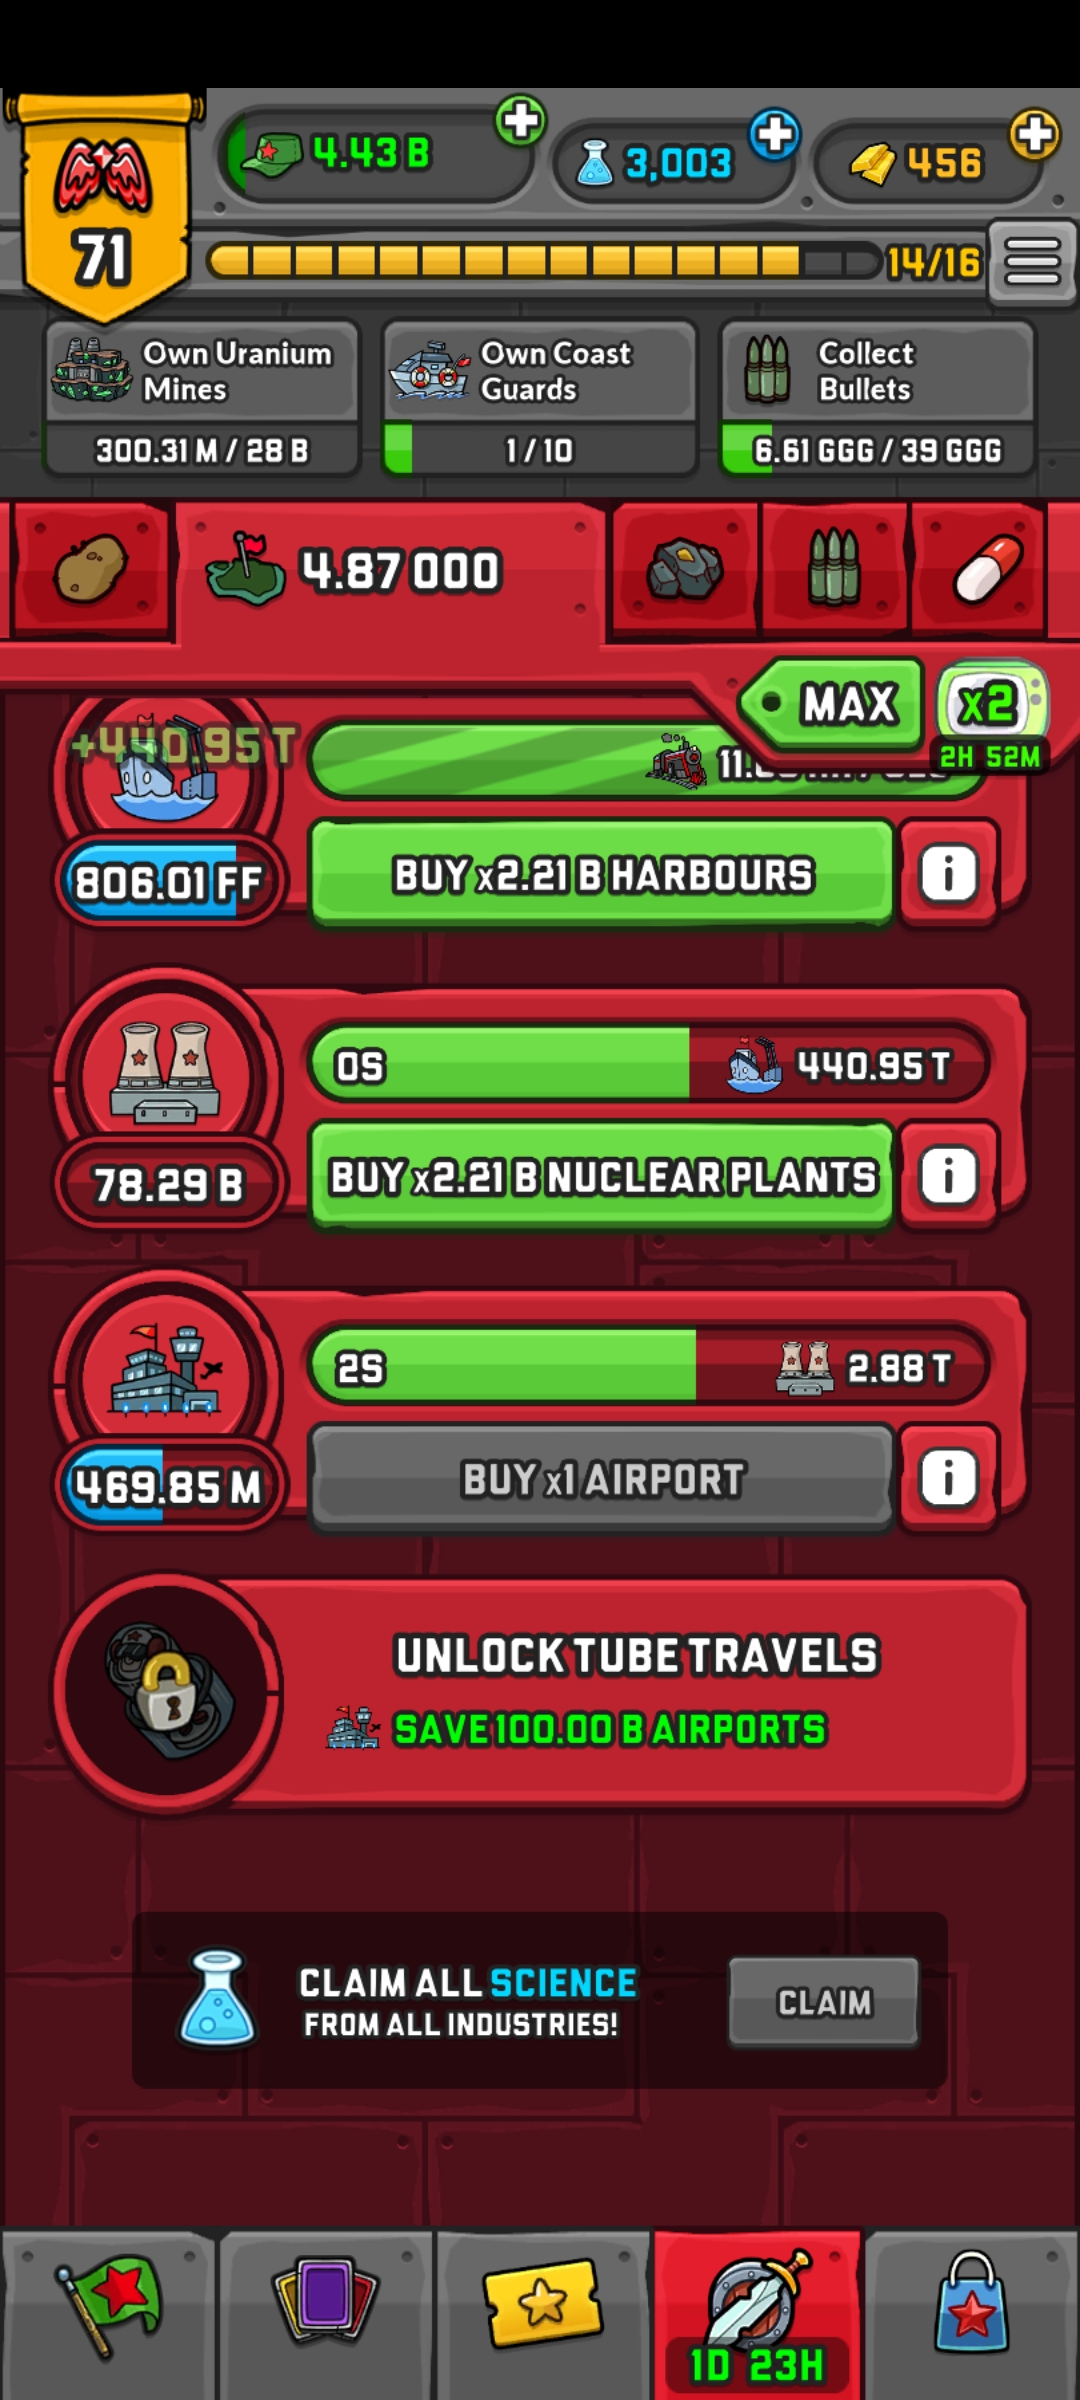 4.43 B
3,003
456
71
14/16
Own Uranium
Mines
300.31 M / 28 B
Own Coast
Guards
1 / 10
Collect
Bullets
6.61 GGG / 39 GGG
4.87 000
MAX
x2
2H 52M
+440.95 T
806.01 FF
BUY x2.21 B HARBOURS
i
0S
440.95 T
78.29 B
BUY x2.21 B NUCLEAR PLANTS
i
2S
2.88 T
469.85 M
BUY x1 AIRPORT
i
UNLOCK TUBE TRAVELS
SAVE 100.00 B AIRPORTS
CLAIM ALL SCIENCE
FROM ALL INDUSTRIES!
CLAIM
1D 23H